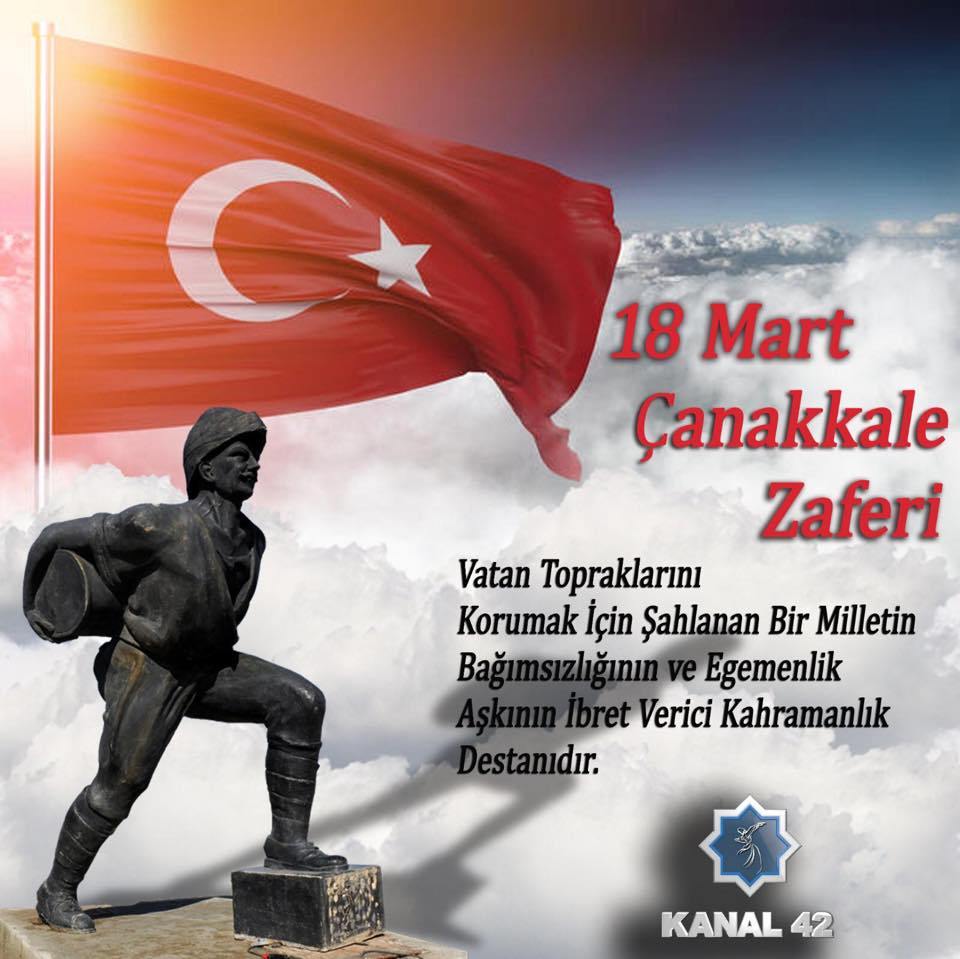 18 Mart
Çanakkale
Zaferi
Vatan Topraklarını
Korumak İçin Şahlanan Bir Milletin
Bağımsızlığının ve Egemenlik
Aşkının İbret Verici Kahramanlık
Destanıdır.
KANAL 42